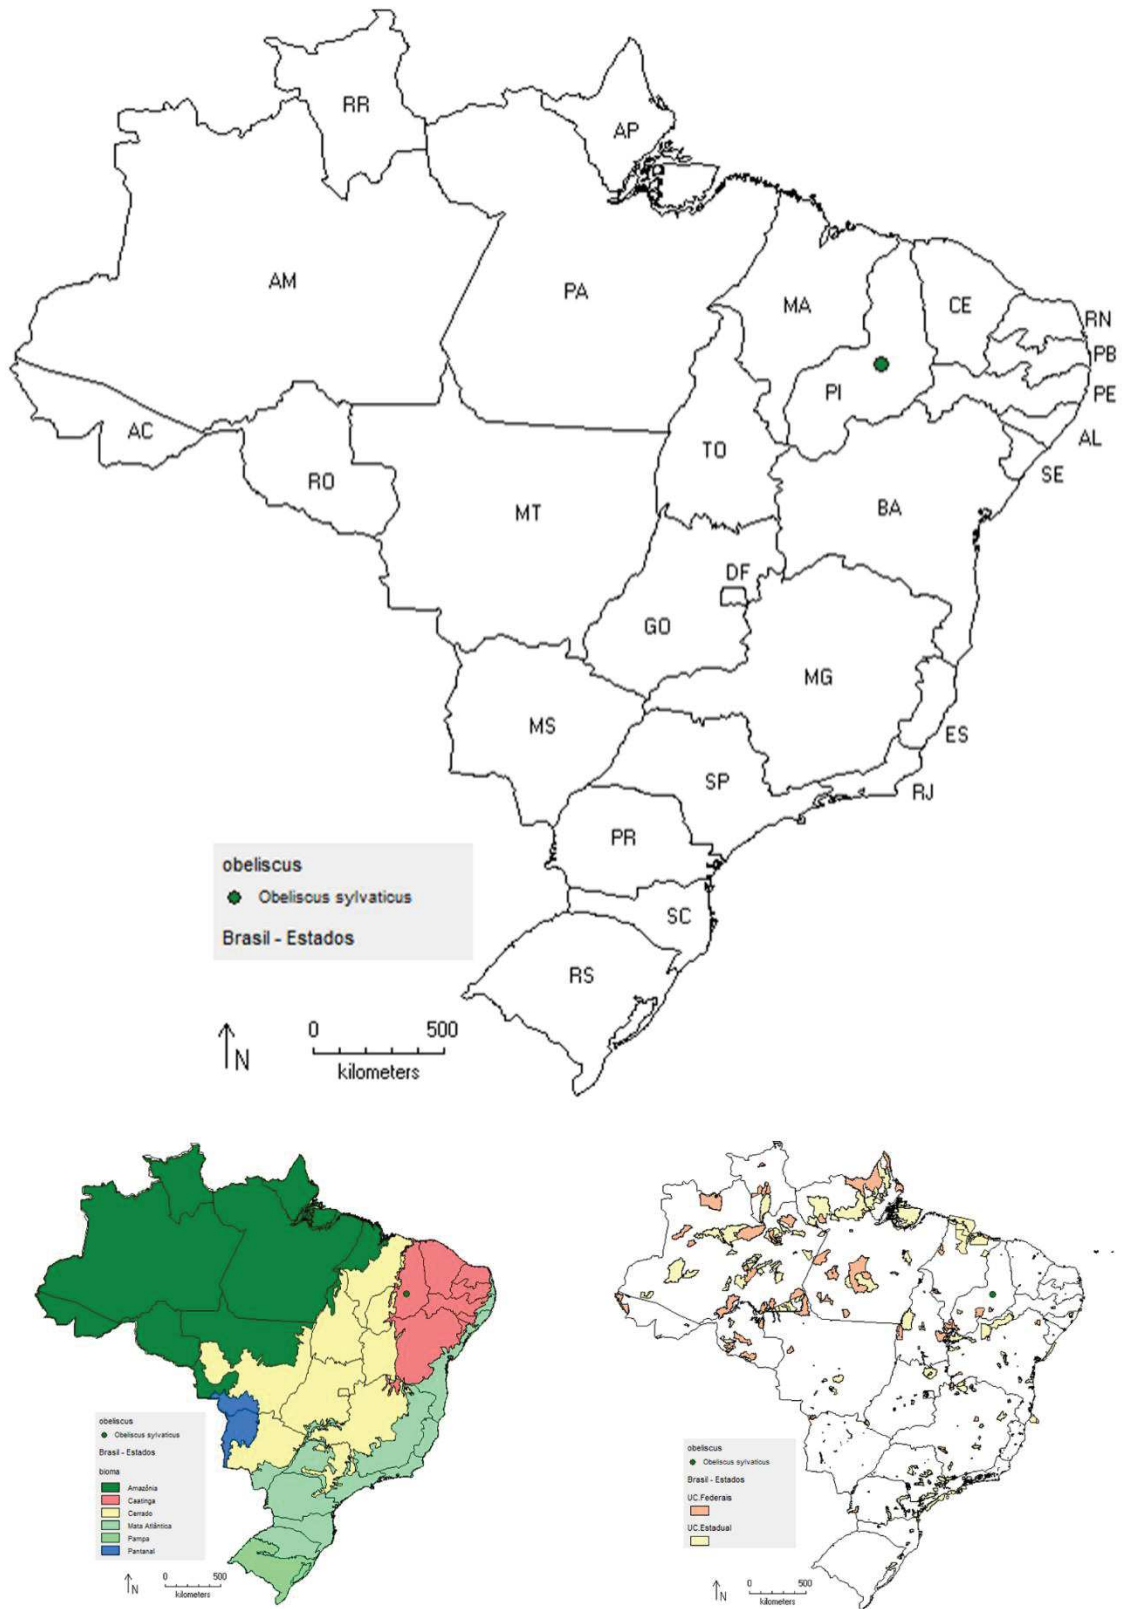 RR
AP
AM
PA
MA
CE
RN
PB
PI
PE
AC
AL
TO
SE
RO
BA
MT
DF
GO
MG
MS
ES
SP
RJ
PR
obeliscus
Obeliscus sylvaticus
Brasil - Estados
SC
RS
N
0 500
kilometers
obeliscus
Obeliscus sylvaticus
Brasil - Estados
bioma
Amazônia
Caatinga
Cerrado
Mata Atlântica
Pampa
Pantanal
N
0 500
kilometers
obeliscus
Obeliscus sylvaticus
Brasil - Estados
UC.Federais
UC.Estadual
N
0 500
kilometers